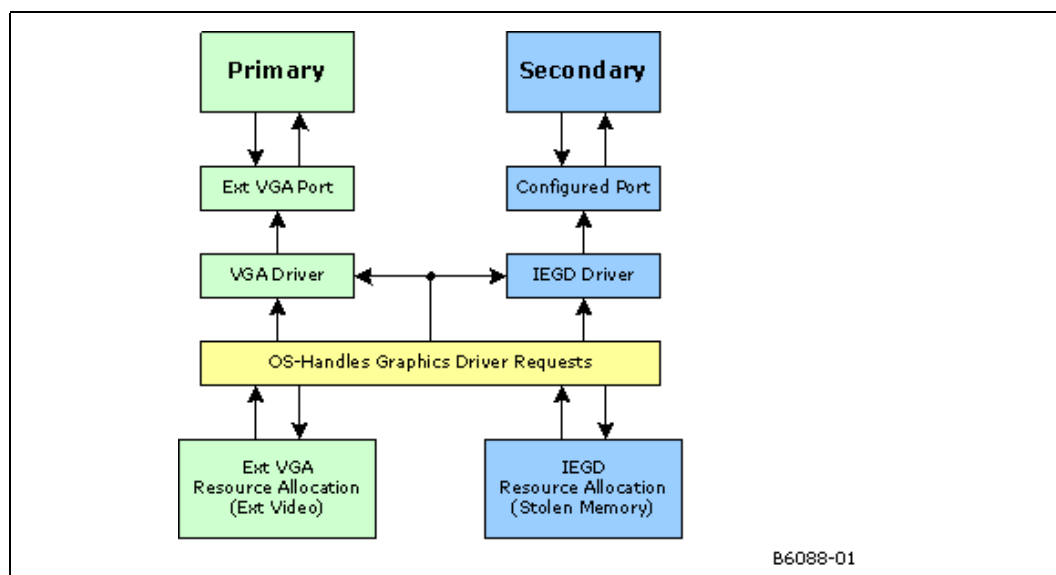 Primary
Secondary
Ext VGA Port
Configured Port
VGA Driver
IEGD Driver
OS-Handles Graphics Driver Requests
Ext VGA
Resource Allocation
(Ext Video)
IEGD
Resource Allocation
(Stolen Memory)
B6088-01